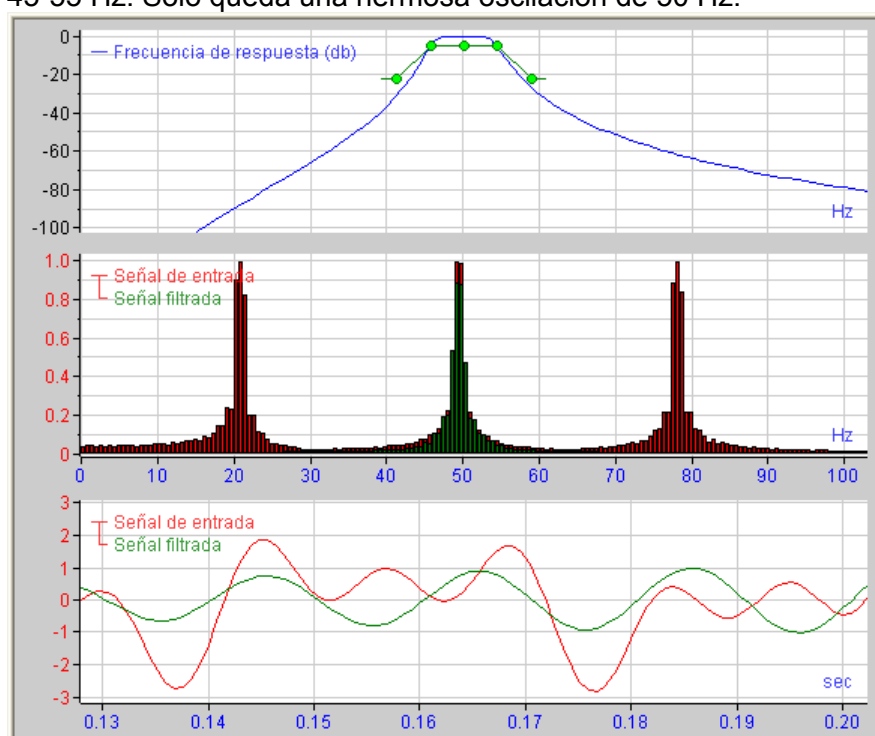 45-55 Hz. Sólo queda una hermosa oscilación de 50 Hz.
0
-20
-40
-60
-80
-100
Frecuencia de respuesta (db)
Hz
1.0
0.8
0.6
0.4
0.2
0
Señal de entrada
Señal filtrada
Hz
0 10 20 30 40 50 60 70 80 90 100
3
2
1
0
-1
-2
-3
Señal de entrada
Señal filtrada
sec
0.13 0.14 0.15 0.16 0.17 0.18 0.19 0.20